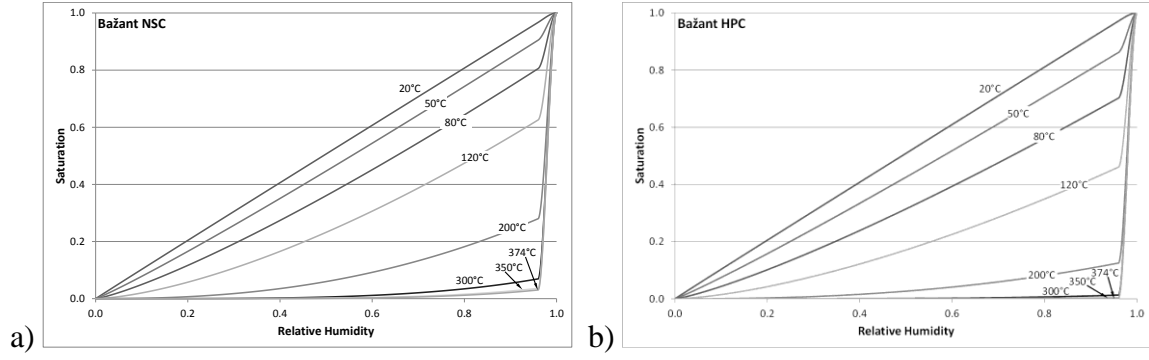 Bažant NSC
1.0
0.8
0.6
0.4
0.2
0.0
Saturation
20°C
50°C
80°C
120°C
200°C
374°C
350°C
300°C
0.0 0.2 0.4 0.6 0.8 1.0
Relative Humidity
a)
Bažant HPC
1.0
0.8
0.6
0.4
0.2
0.0
Saturation
20°C
50°C
80°C
120°C
200°C
374°C
350°C
300°C
0.0 0.2 0.4 0.6 0.8 1.0
Relative Humidity
b)